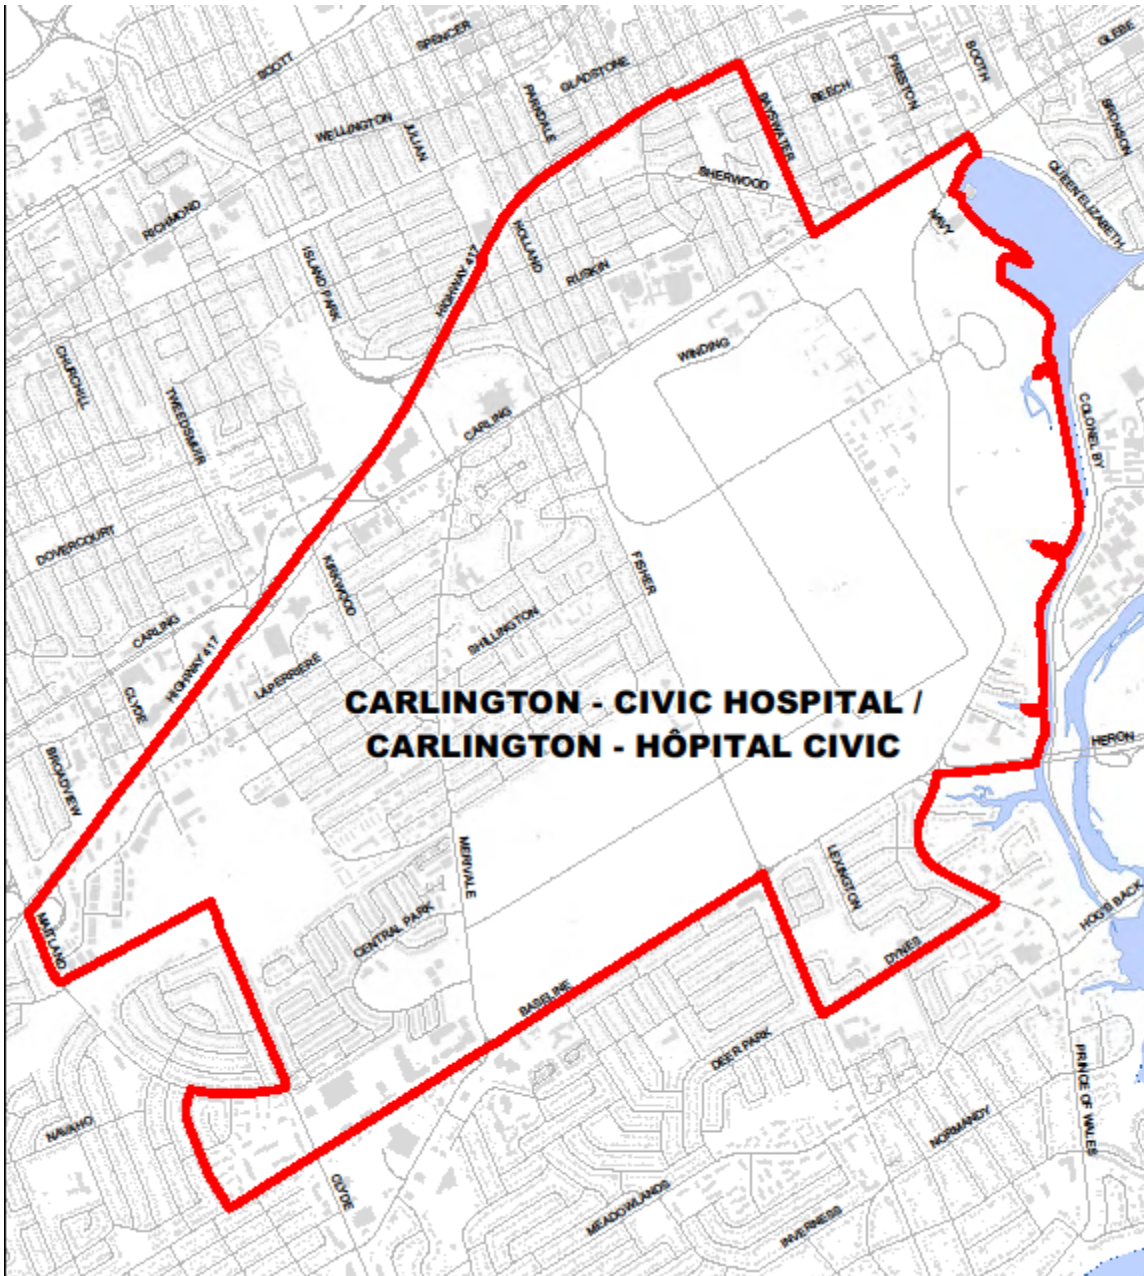 SPENCER
SCOTT
GLADSTONE
PARKDALE
WELLINGTON
JULIAN
BAYSWATER
BEECH
PRESTON
BOOTH
GLEBE
BRONSON
SHERWOOD
QUEEN ELIZABETH
NAVY
RICHMOND
ISLAND PARK
HIGHWAY 417
HOLLAND
RUSKIN
WINDING
CHURCHILL
TWEEDSMUIR
CARLING
COLONEL BY
DOVERCOURT
KIRKWOOD
FISHER
SHILLINGTON
CARLING
HIGHWAY 417
LAPERRIERE
CLYDE
CARLINGTON - CIVIC HOSPITAL /
CARLINGTON - HÔPITAL CIVIC
HERON
BROADVIEW
MERIVALE
LEXINGTON
CENTRAL PARK
MAITLAND
HOG'S BACK
DYNES
BASELINE
DEER PARK
PRINCE OF WALES
NAVAHO
NORMANDY
CLYDE
MEADOWLANDS
INVERNESS